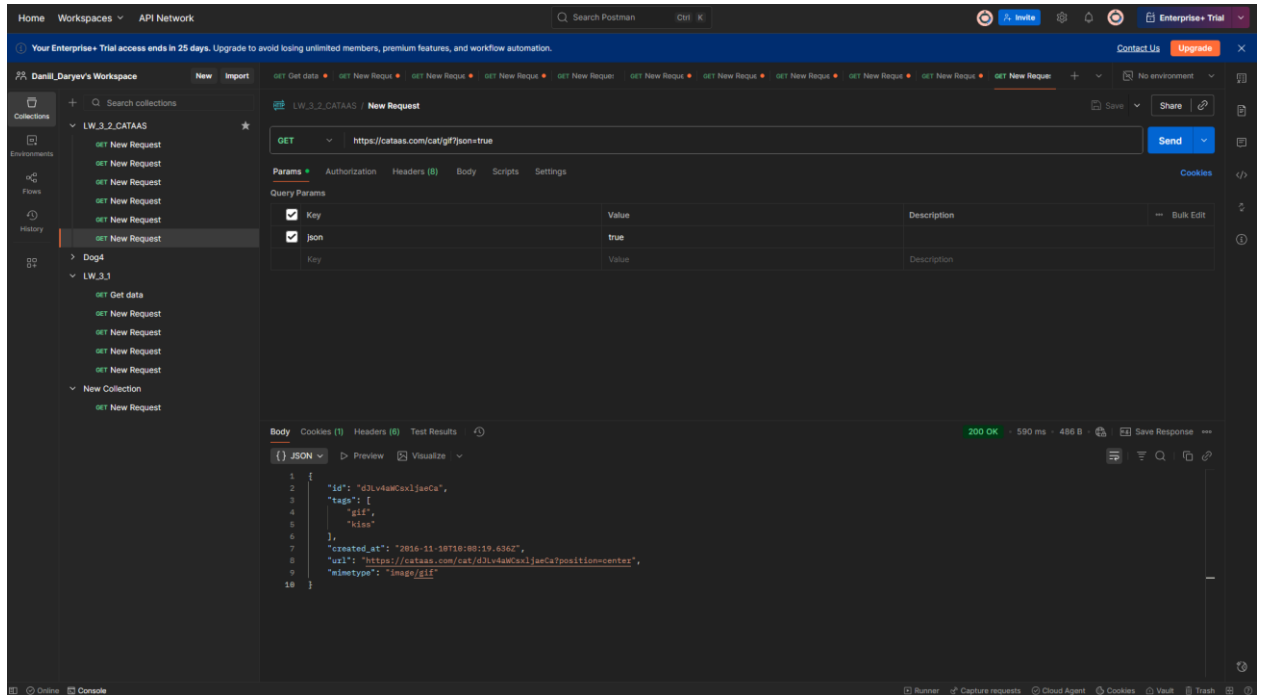 Home Workspaces API Network Search Postman Ctrl K Invite Enterprise+ Trial
Your Enterprise+ Trial access ends in 25 days. Upgrade to avoid losing unlimited members, premium features, and workflow automation. Contact Us Upgrade
Daniil_Daryev's Workspace New Import GET Get data GET New Reque GET New Reque GET New Reque GET New Reque GET New Reque GET New Reque GET New Reque GET New Reque GET New Reque GET New Reque No environment
Collections
Environments
Flows
History
Search collections
LW_3_2_CATAAS
GET New Request
GET New Request
GET New Request
GET New Request
GET New Request
GET New Request
Dog4
LW_3_1
GET Get data
GET New Request
GET New Request
GET New Request
GET New Request
New Collection
GET New Request
LW_3_2_CATAAS / New Request Save Share
GET https://cataas.com/cat/gif?json=true Send
Params Authorization Headers (8) Body Scripts Settings Cookies
Query Params
Key Value Description Bulk Edit
json true
Key Value Description
Body Cookies (1) Headers (6) Test Results 200 OK 590 ms 486 B Save Response
{} JSON Preview Visualize
1 {
2 "id": "dJLv4aWCsxljaeCa",
3 "tags": [
4 "gif",
5 "kiss"
6 ],
7 "created_at": "2016-11-10T10:08:19.636Z",
8 "url": "https://cataas.com/cat/dJLv4aWCsxljaeCa?position=center",
9 "mimetype": "image/gif"
10 }
Online Console Runner Capture requests Cloud Agent Cookies Vault Trash